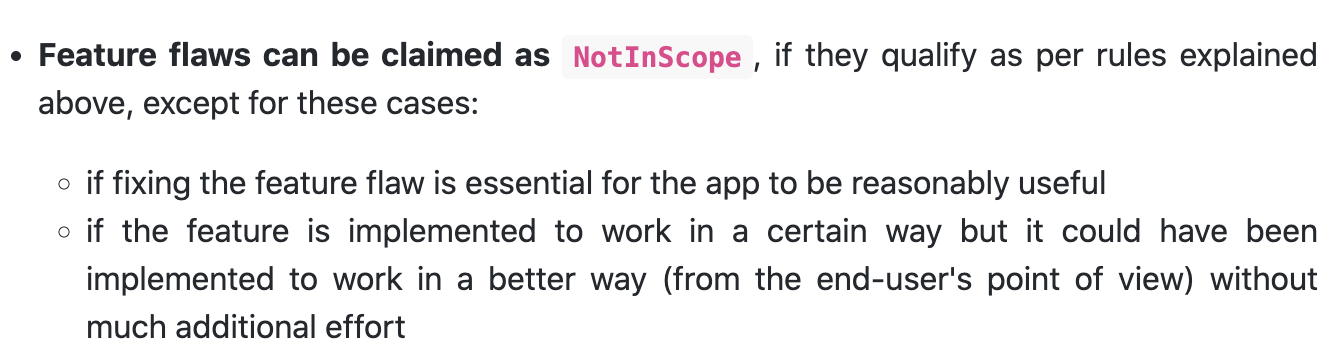 • Feature flaws can be claimed as NotInScope, if they qualify as per rules explained
above, except for these cases:
◦ if fixing the feature flaw is essential for the app to be reasonably useful
◦ if the feature is implemented to work in a certain way but it could have been
implemented to work in a better way (from the end-user's point of view) without
much additional effort